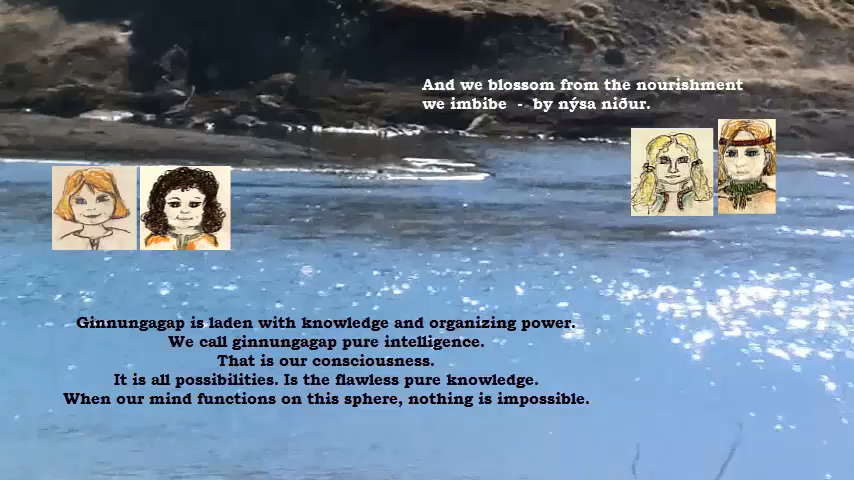 And we blossom from the nourishment
we imbibe - by nýsa niður.
Ginnungagap is laden with knowledge and organizing power.
We call ginnungagap pure intelligence.
That is our consciousness.
It is all possibilities. Is the flawless pure knowledge.
When our mind functions on this sphere, nothing is impossible.